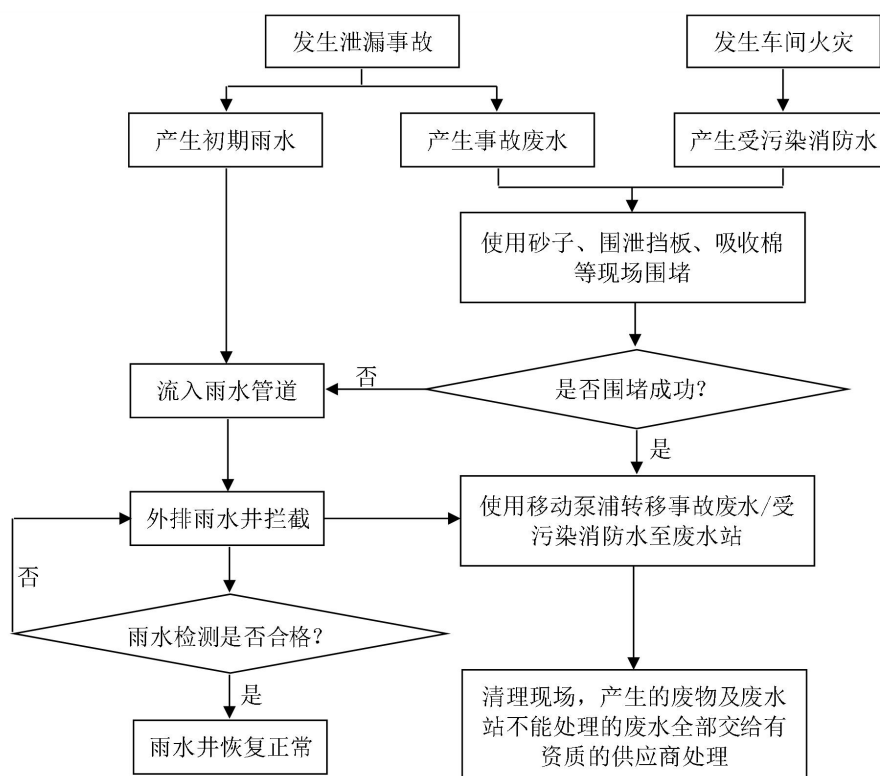 发生泄漏事故
发生车间火灾
产生初期雨水
产生事故废水
产生受污染消防水
使用砂子、围泄挡板、吸收棉
等现场围堵
否
流入雨水管道
是否围堵成功？
是
外排雨水井拦截
使用移动泵浦转移事故废水/受
污染消防水至废水站
否
雨水检测是否合格？
是
清理现场，产生的废物及废水
站不能处理的废水全部交给有
资质的供应商处理
雨水井恢复正常